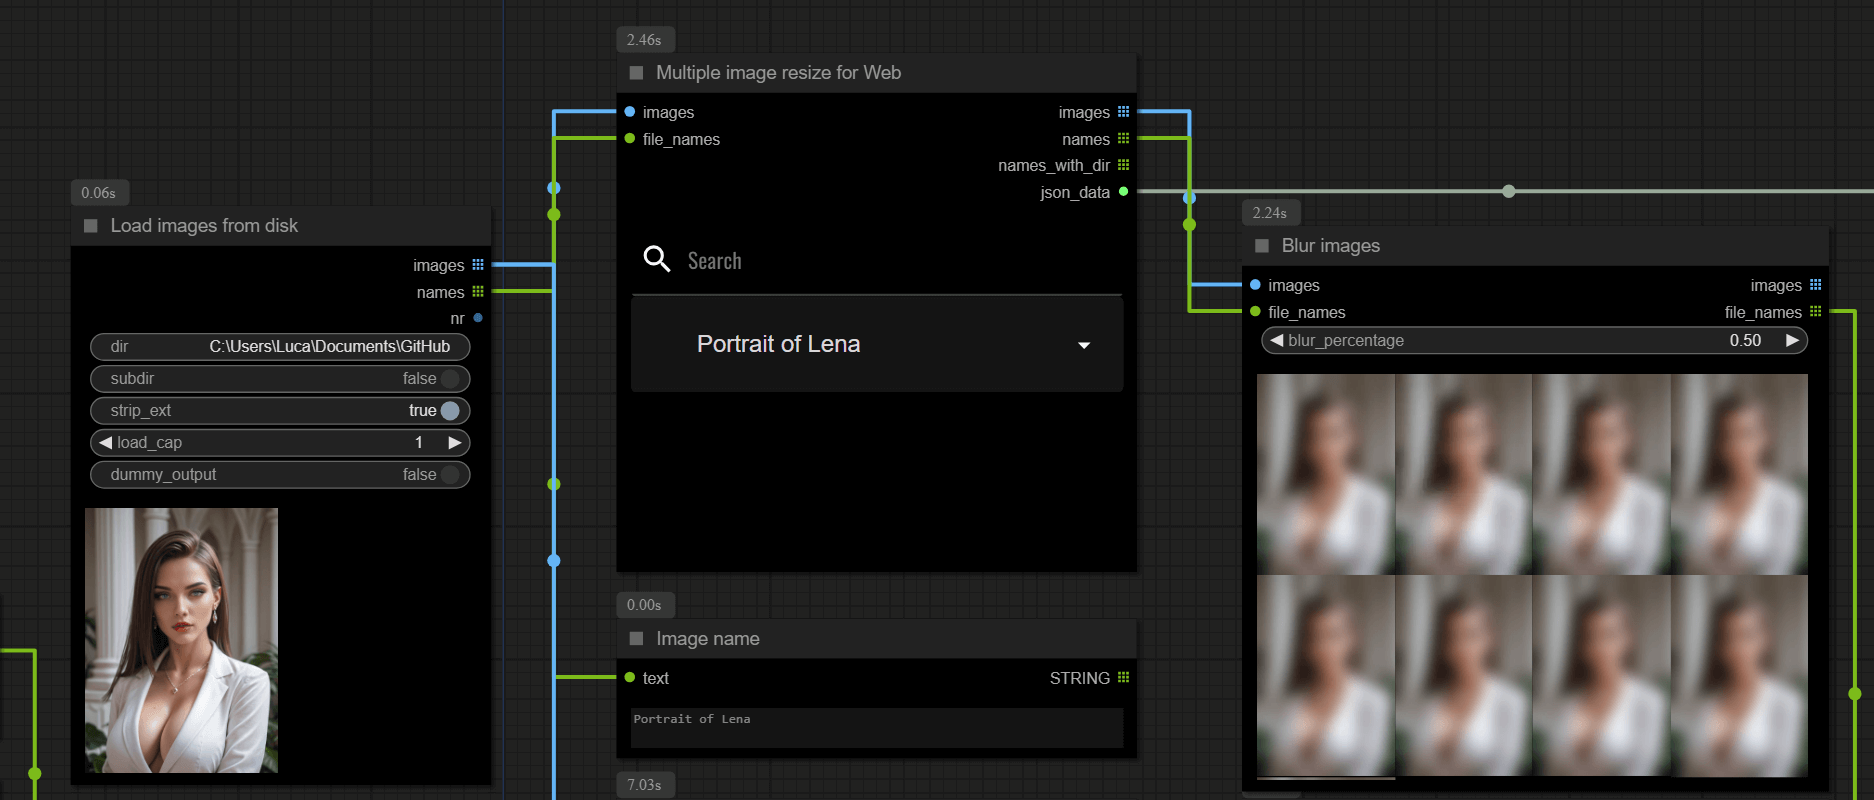 0.06s
Load images from disk
images
names
nr
dir C:\Users\Luca\Documents\GitHub
subdir false
strip_ext true
load_cap 1
dummy_output false
2.46s
Multiple image resize for Web
images images
file_names names
names_with_dir
json_data
Search
Portrait of Lena
0.00s
Image name
text STRING
Portrait of Lena
7.03s
2.24s
Blur images
images images
file_names file_names
blur_percentage 0.50